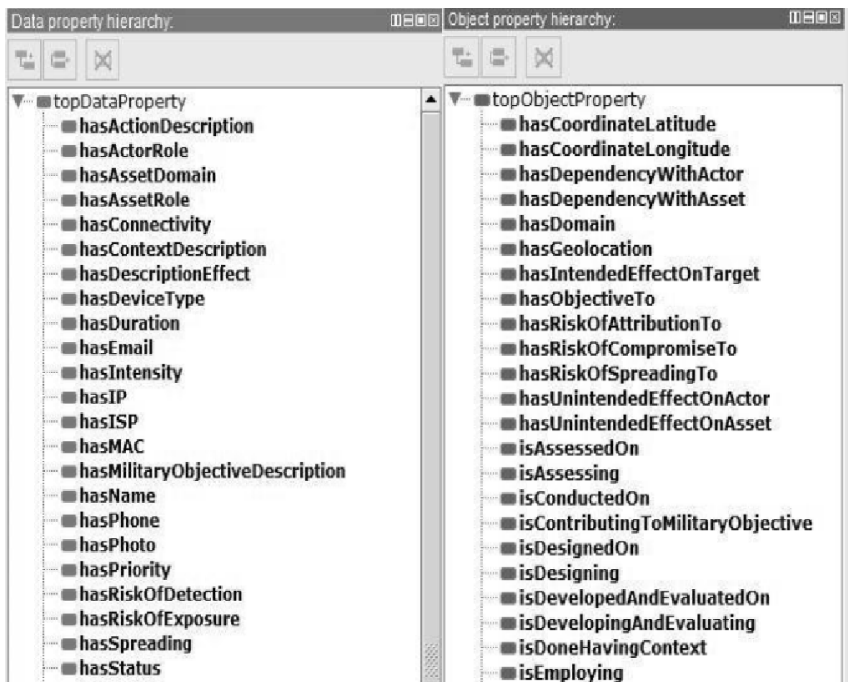 Data property hierarchy:
topDataProperty
hasActionDescription
hasActorRole
hasAssetDomain
hasAssetRole
hasConnectivity
hasContextDescription
hasDescriptionEffect
hasDeviceType
hasDuration
hasEmail
hasIntensity
hasIP
hasISP
hasMAC
hasMilitaryObjectiveDescription
hasName
hasPhone
hasPhoto
hasPriority
hasRiskOfDetection
hasRiskOfExposure
hasSpreading
hasStatus
Object property hierarchy:
topObjectProperty
hasCoordinateLatitude
hasCoordinateLongitude
hasDependencyWithActor
hasDependencyWithAsset
hasDomain
hasGeolocation
hasIntendedEffectOnTarget
hasObjectiveTo
hasRiskOfAttributionTo
hasRiskOfCompromiseTo
hasRiskOfSpreadingTo
hasUnintendedEffectOnActor
hasUnintendedEffectOnAsset
isAssessedOn
isAssessing
isConductedOn
isContributingToMilitaryObjective
isDesignedOn
isDesigning
isDevelopedAndEvaluatedOn
isDevelopingAndEvaluating
isDoneHavingContext
isEmploying